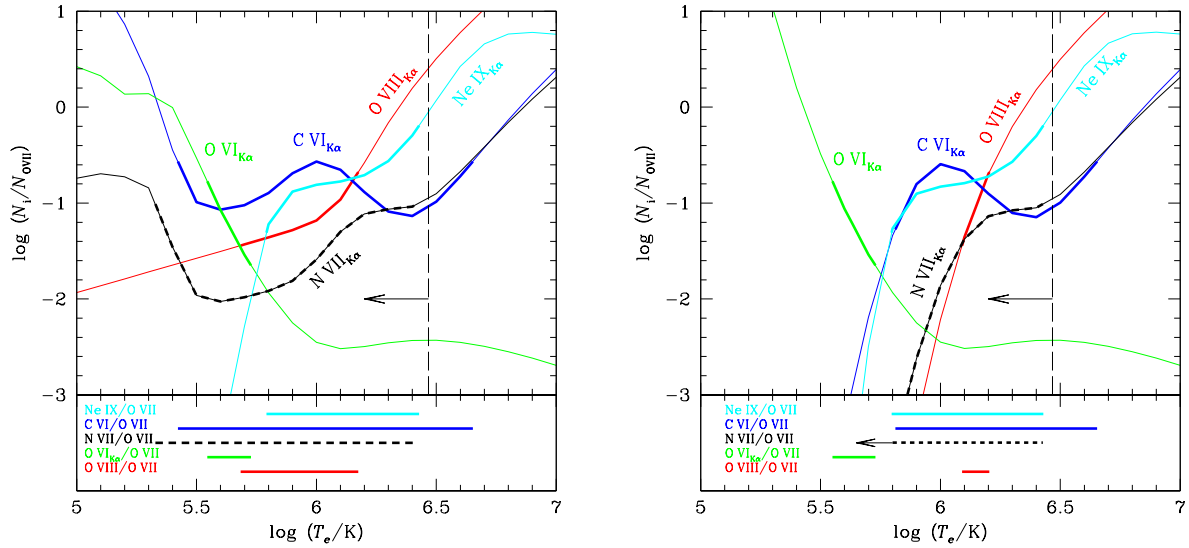 1
0
-1
-2
-3
log (N_i/N_OVII)
O VI_Kα
C VI_Kα
O VIII_Kα
Ne IX_Kα
N VII_Kα
Ne IX/O VII
C VI/O VII
N VII/O VII
O VI_Kα/O VII
O VIII/O VII
5
5.5
6
6.5
7
log (T_e/K)
1
0
-1
-2
-3
log (N_i/N_OVII)
O VI_Kα
C VI_Kα
O VIII_Kα
Ne IX_Kα
N VII_Kα
Ne IX/O VII
C VI/O VII
N VII/O VII
O VI_Kα/O VII
O VIII/O VII
5
5.5
6
6.5
7
log (T_e/K)